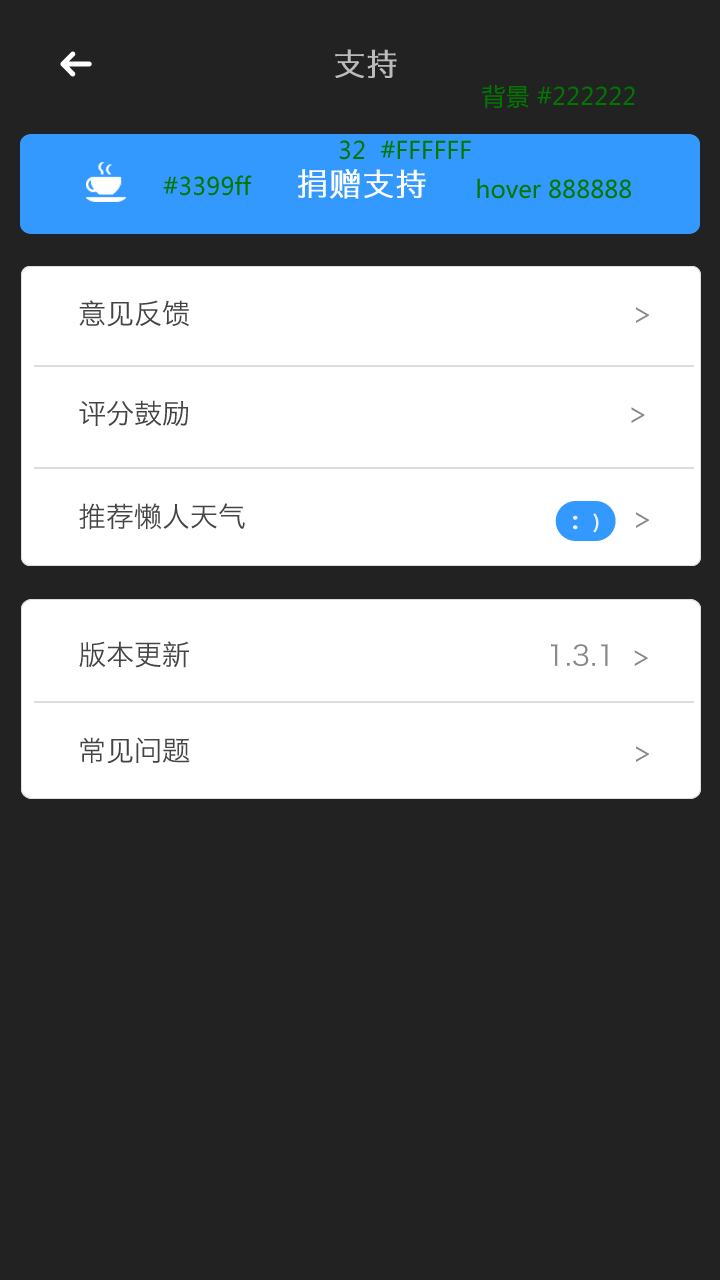 支持
背景 #222222
32 #FFFFFF
#3399ff 捐赠支持 hover 888888
意见反馈 >
评分鼓励 >
推荐懒人天气 : ) >
版本更新 1.3.1 >
常见问题 >